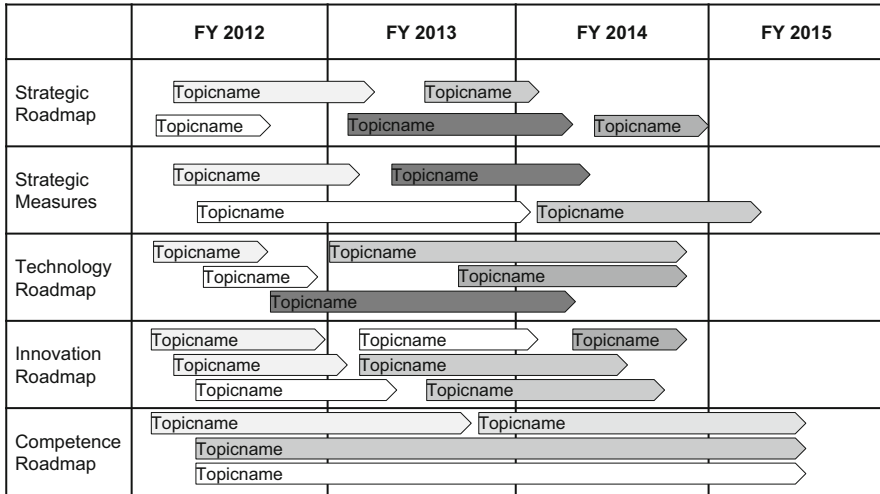 FY 2012 FY 2013 FY 2014 FY 2015
Strategic
Roadmap
Topicname Topicname
Topicname Topicname Topicname
Strategic
Measures
Topicname Topicname
Topicname Topicname
Technology
Roadmap
Topicname Topicname
Topicname Topicname
Topicname
Innovation
Roadmap
Topicname Topicname Topicname
Topicname Topicname
Topicname Topicname
Competence
Roadmap
Topicname Topicname
Topicname
Topicname